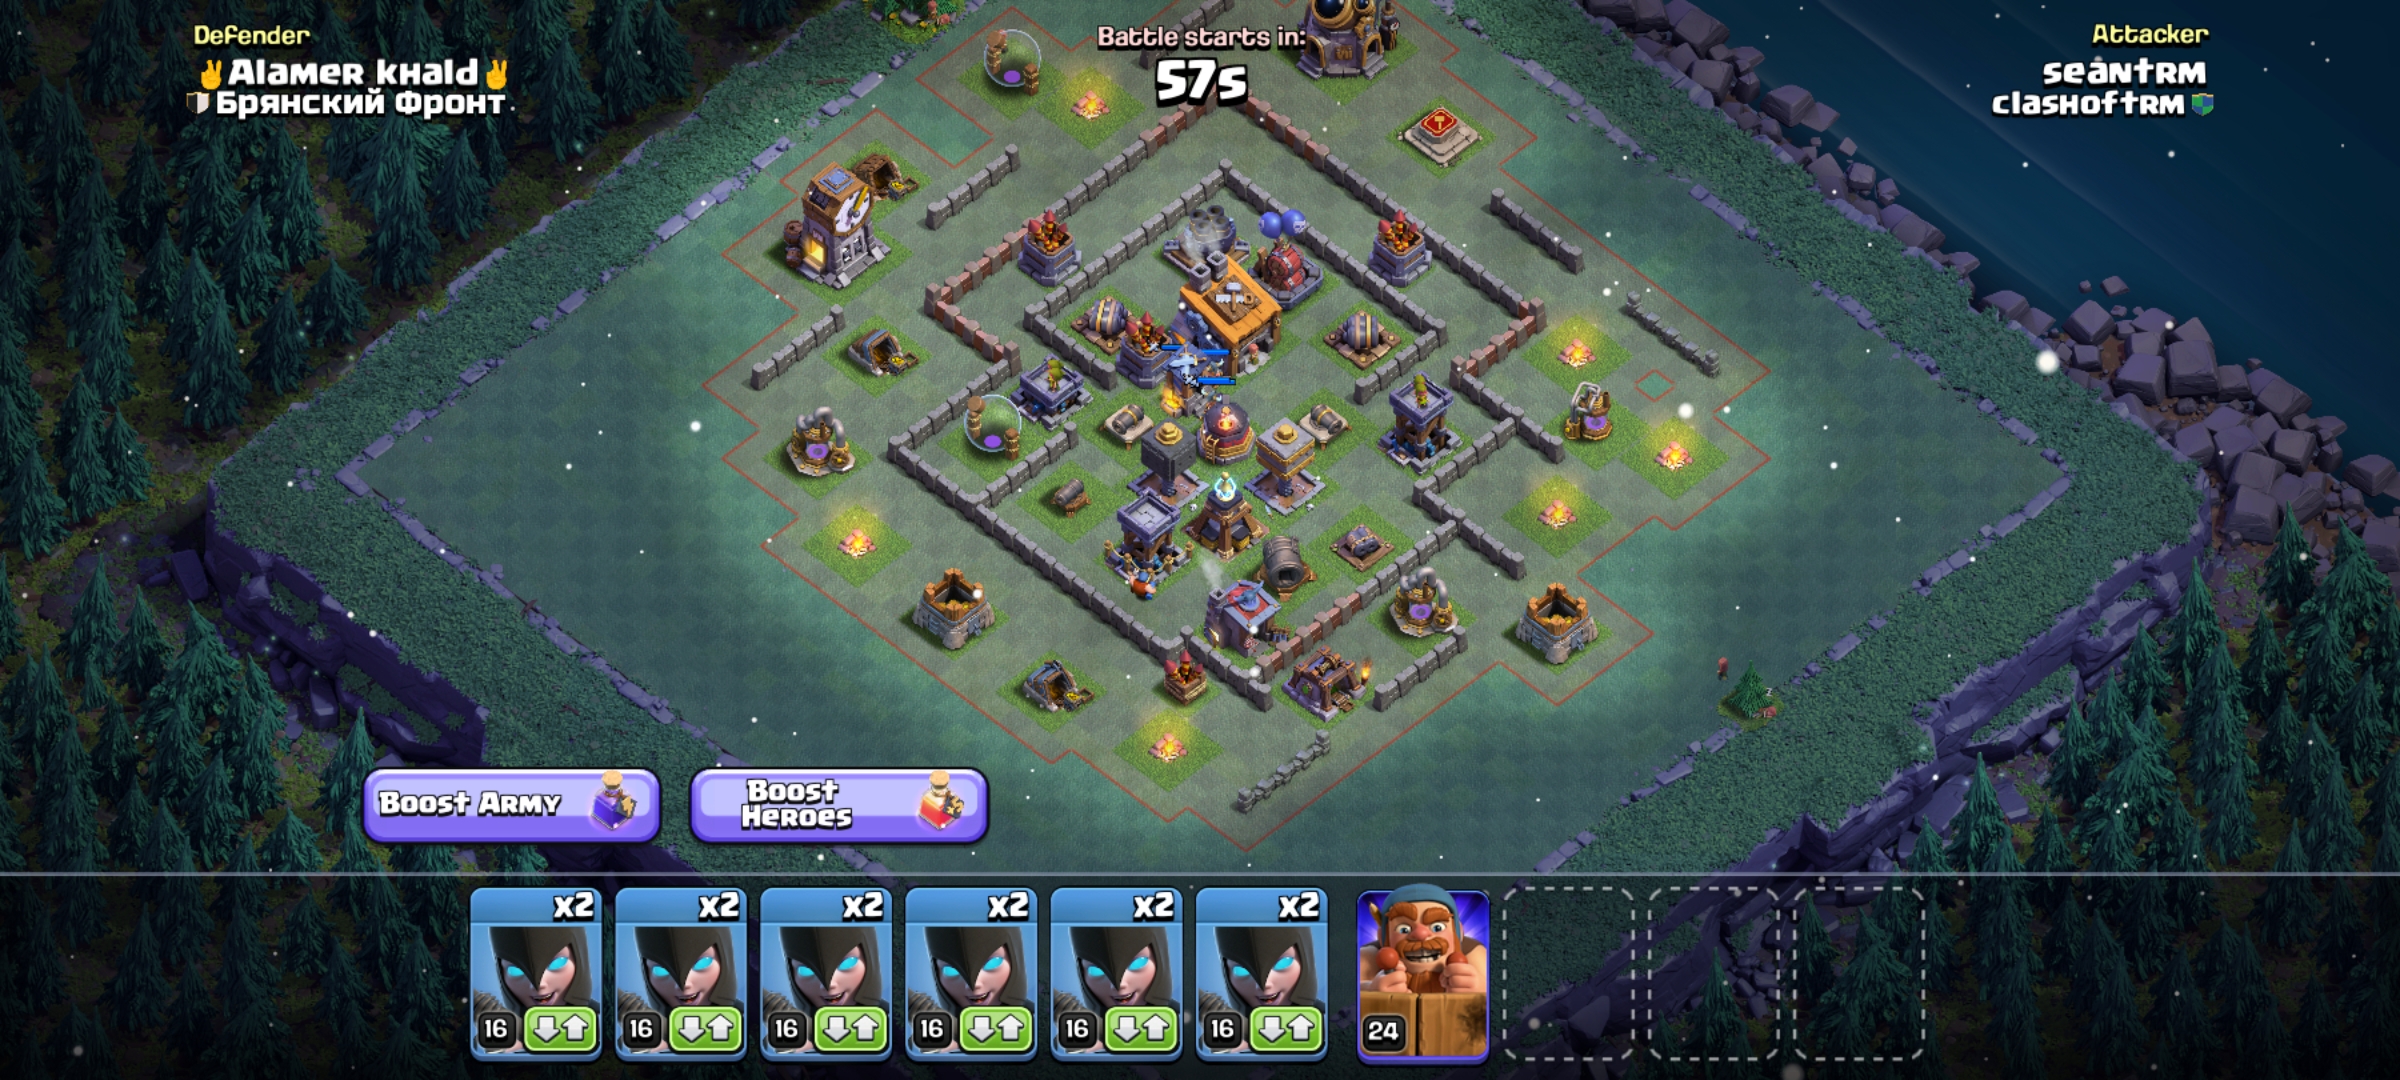 Defender
✌Alamer khald✌
Брянский Фронт
Battle starts in:
57s
Attacker
seantRM
clashoftRM
Boost Army
Boost Heroes
x2
x2
x2
x2
x2
x2
16
16
16
16
16
16
24